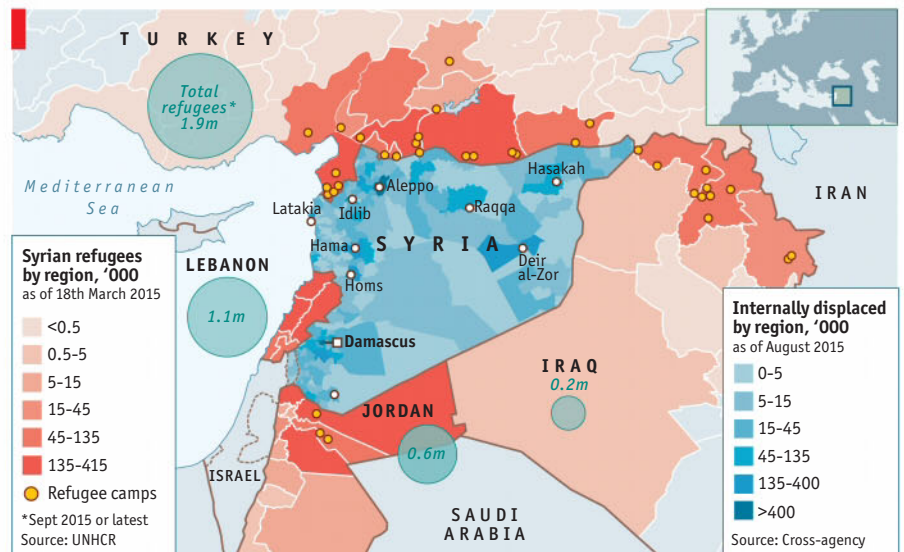 TURKEY
Total
refugees*
1.9m
Mediterranean
Sea
Aleppo
Hasakah
Latakia
Idlib
Raqqa
IRAN
Hama
SYRIA
Deir
al-Zor
Homs
LEBANON
1.1m
Damascus
IRAQ
0.2m
JORDAN
0.6m
ISRAEL
SAUDI
ARABIA
Syrian refugees
by region, ‘000
as of 18th March 2015
<0.5
0.5-5
5-15
15-45
45-135
135-415
Refugee camps
*Sept 2015 or latest
Source: UNHCR
Internally displaced
by region, ‘000
as of August 2015
0-5
5-15
15-45
45-135
135-400
>400
Source: Cross-agency